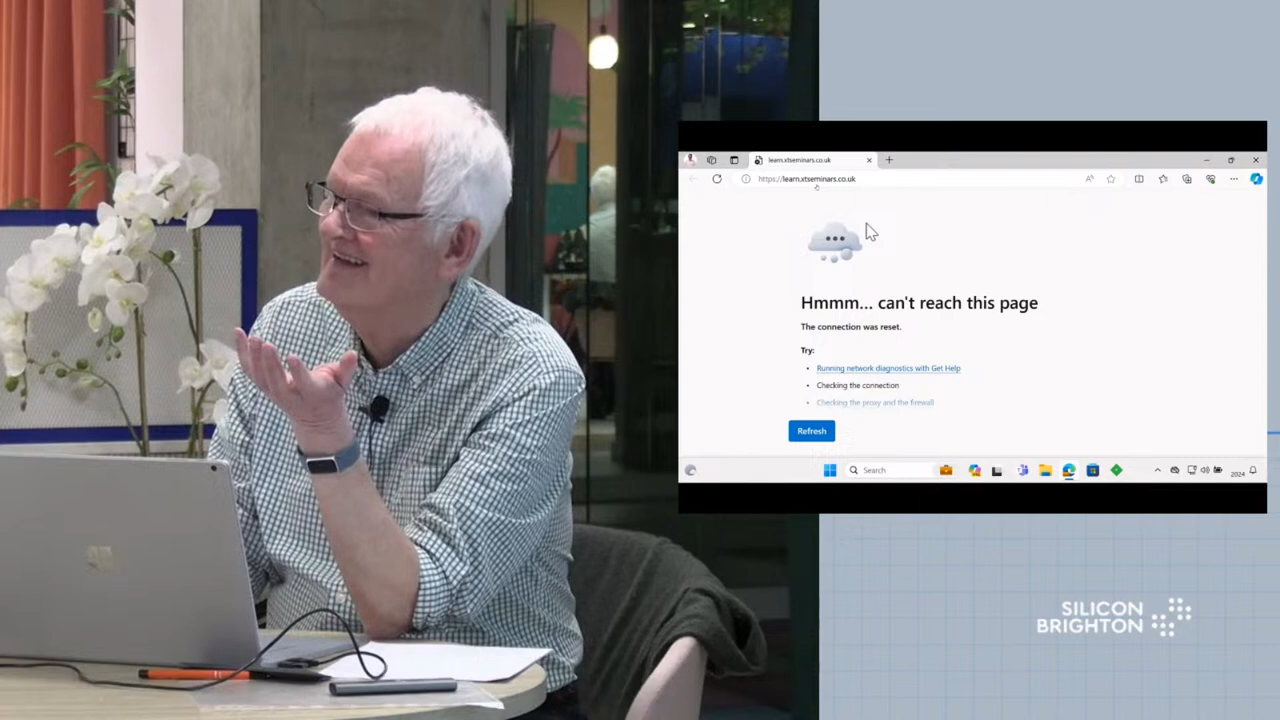 learn.xtseminars.co.uk
https://learn.xtseminars.co.uk
Hmmm... can't reach this page
The connection was reset.
Try:
• Running network diagnostics with Get Help
• Checking the connection
• Checking the proxy and the firewall
Refresh
Search
2024
SILICON
BRIGHTON